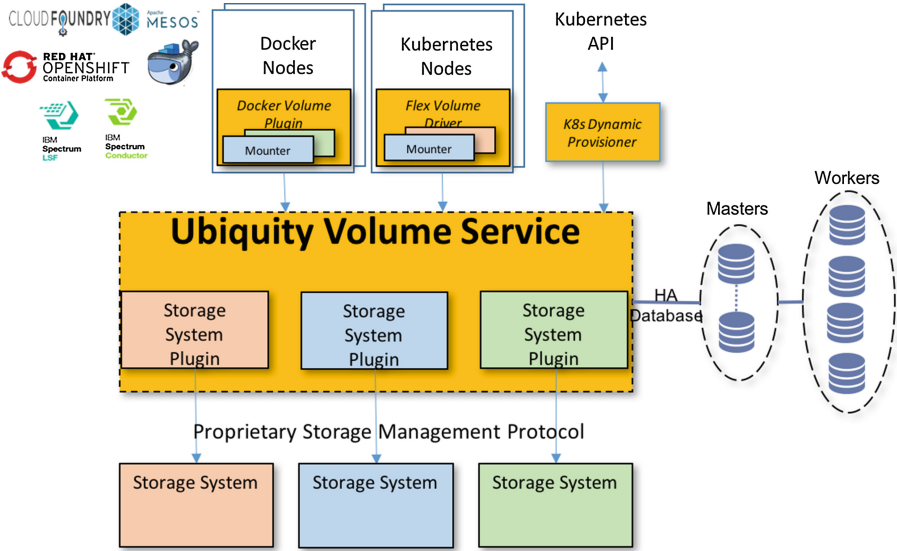 CLOUDFOUNDRY
Apache
MESOS
RED HAT®
OPENSHIFT
Container Platform
IBM
Spectrum
LSF
IBM
Spectrum
Conductor
Docker
Nodes
Docker Volume
Plugin
Mounter
Kubernetes
Nodes
Flex Volume
Driver
Mounter
Kubernetes
API
K8s Dynamic
Provisioner
Ubiquity Volume Service
Storage
System
Plugin
Storage
System
Plugin
Storage
System
Plugin
HA
Database
Masters
Workers
Proprietary Storage Management Protocol
Storage System
Storage System
Storage System